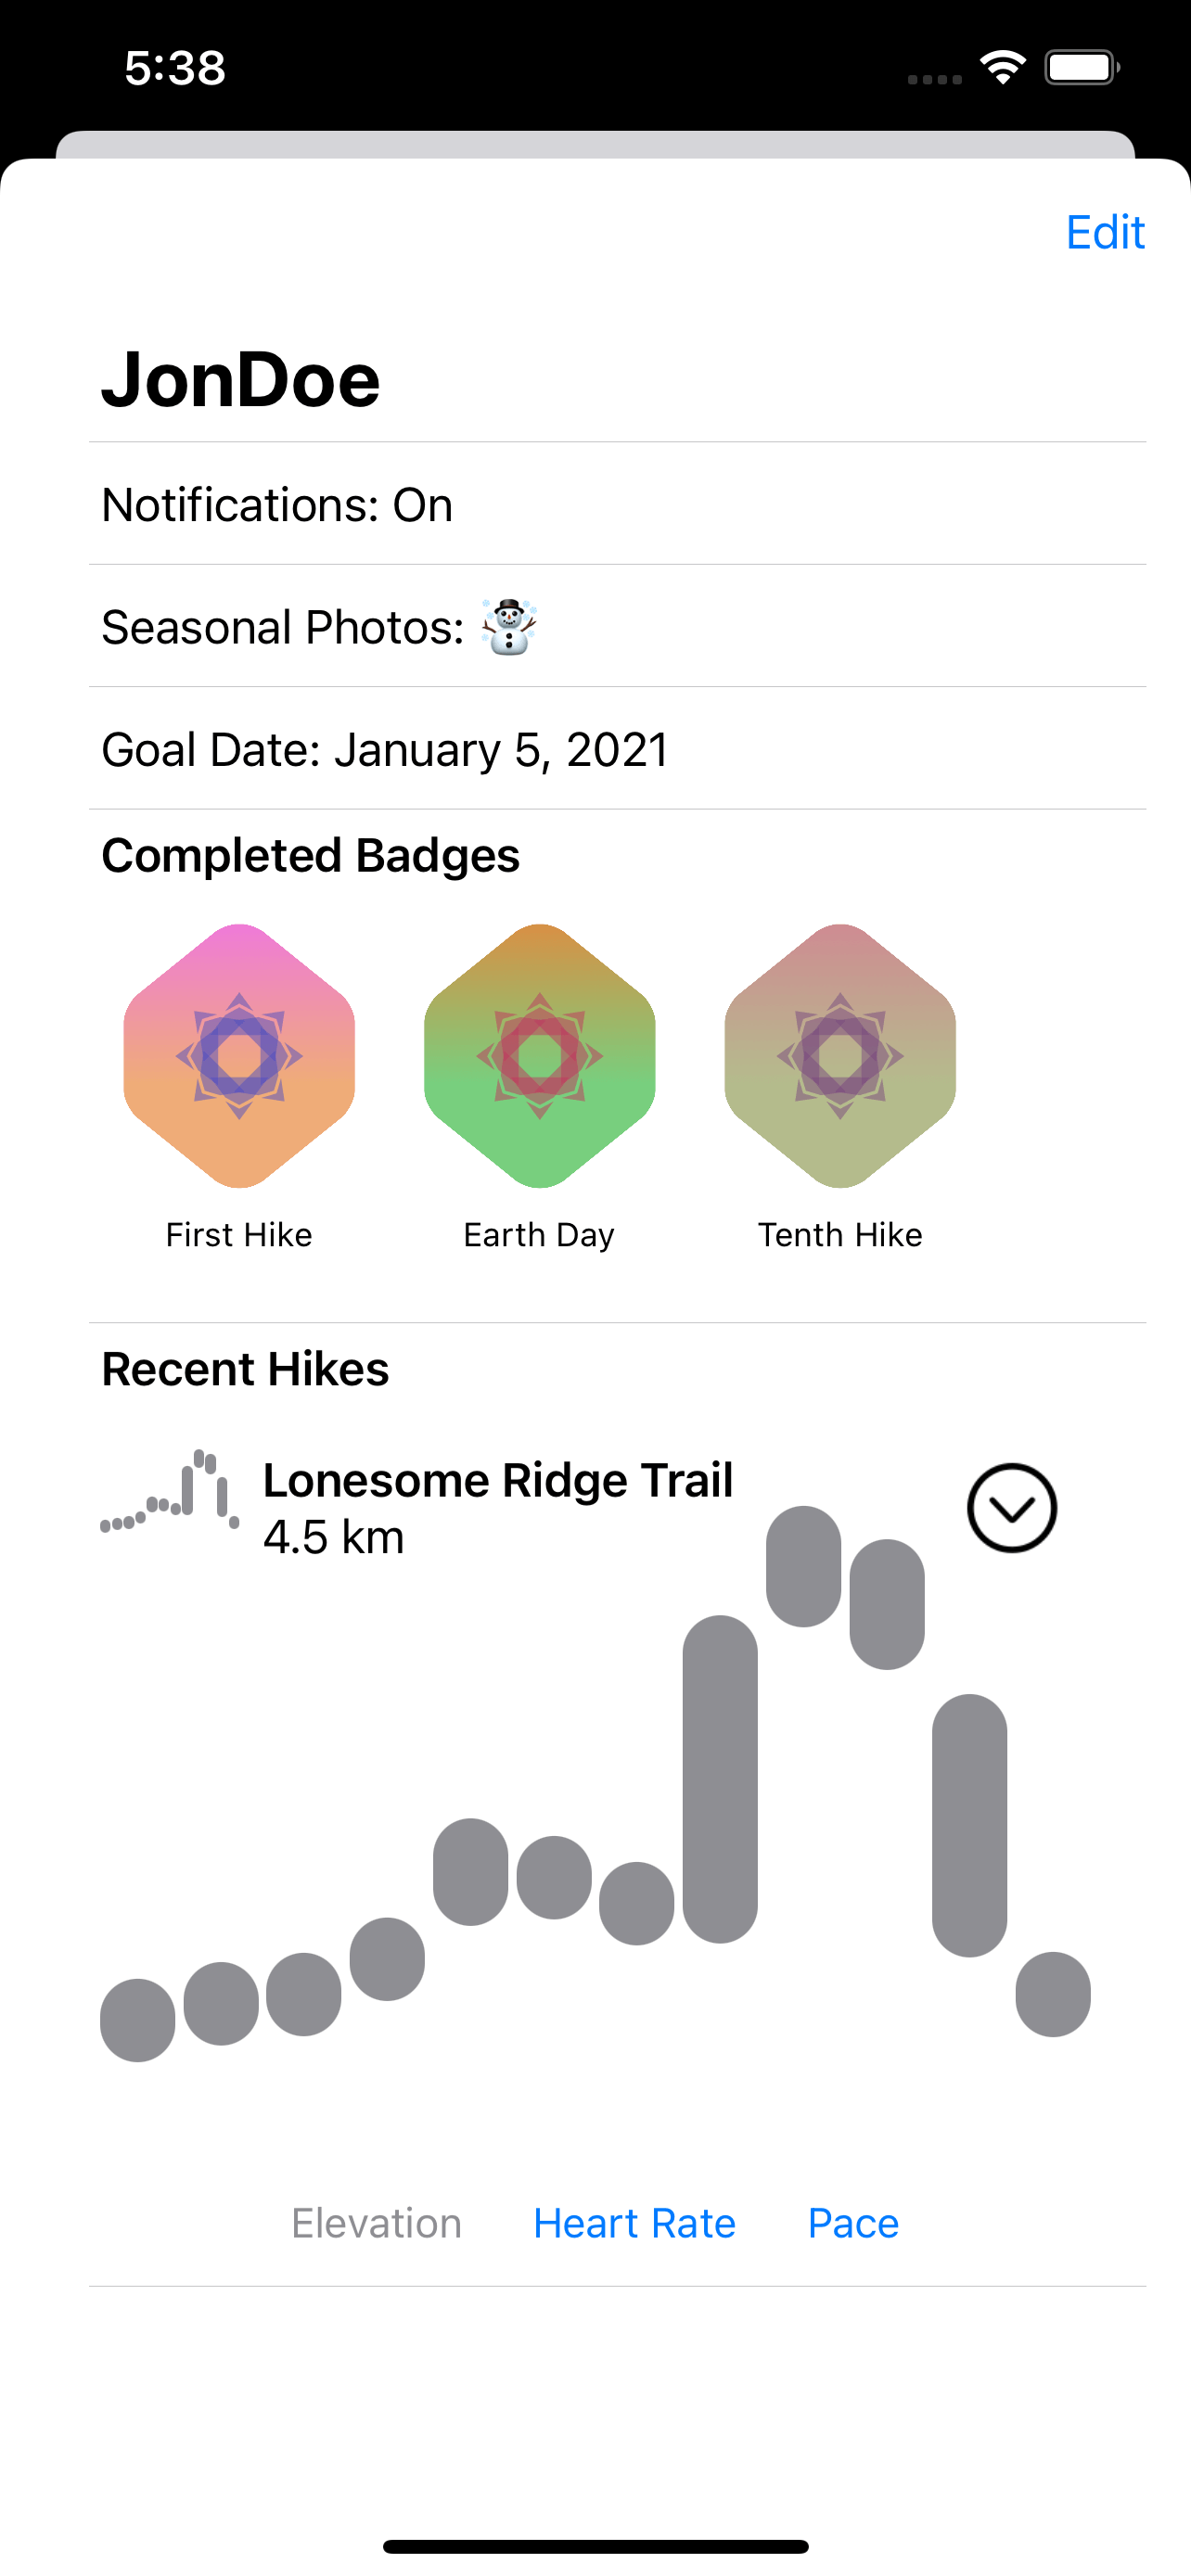 5:38
Edit
JonDoe
Notifications: On
Seasonal Photos: ☃️
Goal Date: January 5, 2021
Completed Badges
First Hike
Earth Day
Tenth Hike
Recent Hikes
Lonesome Ridge Trail
4.5 km
Elevation
Heart Rate
Pace